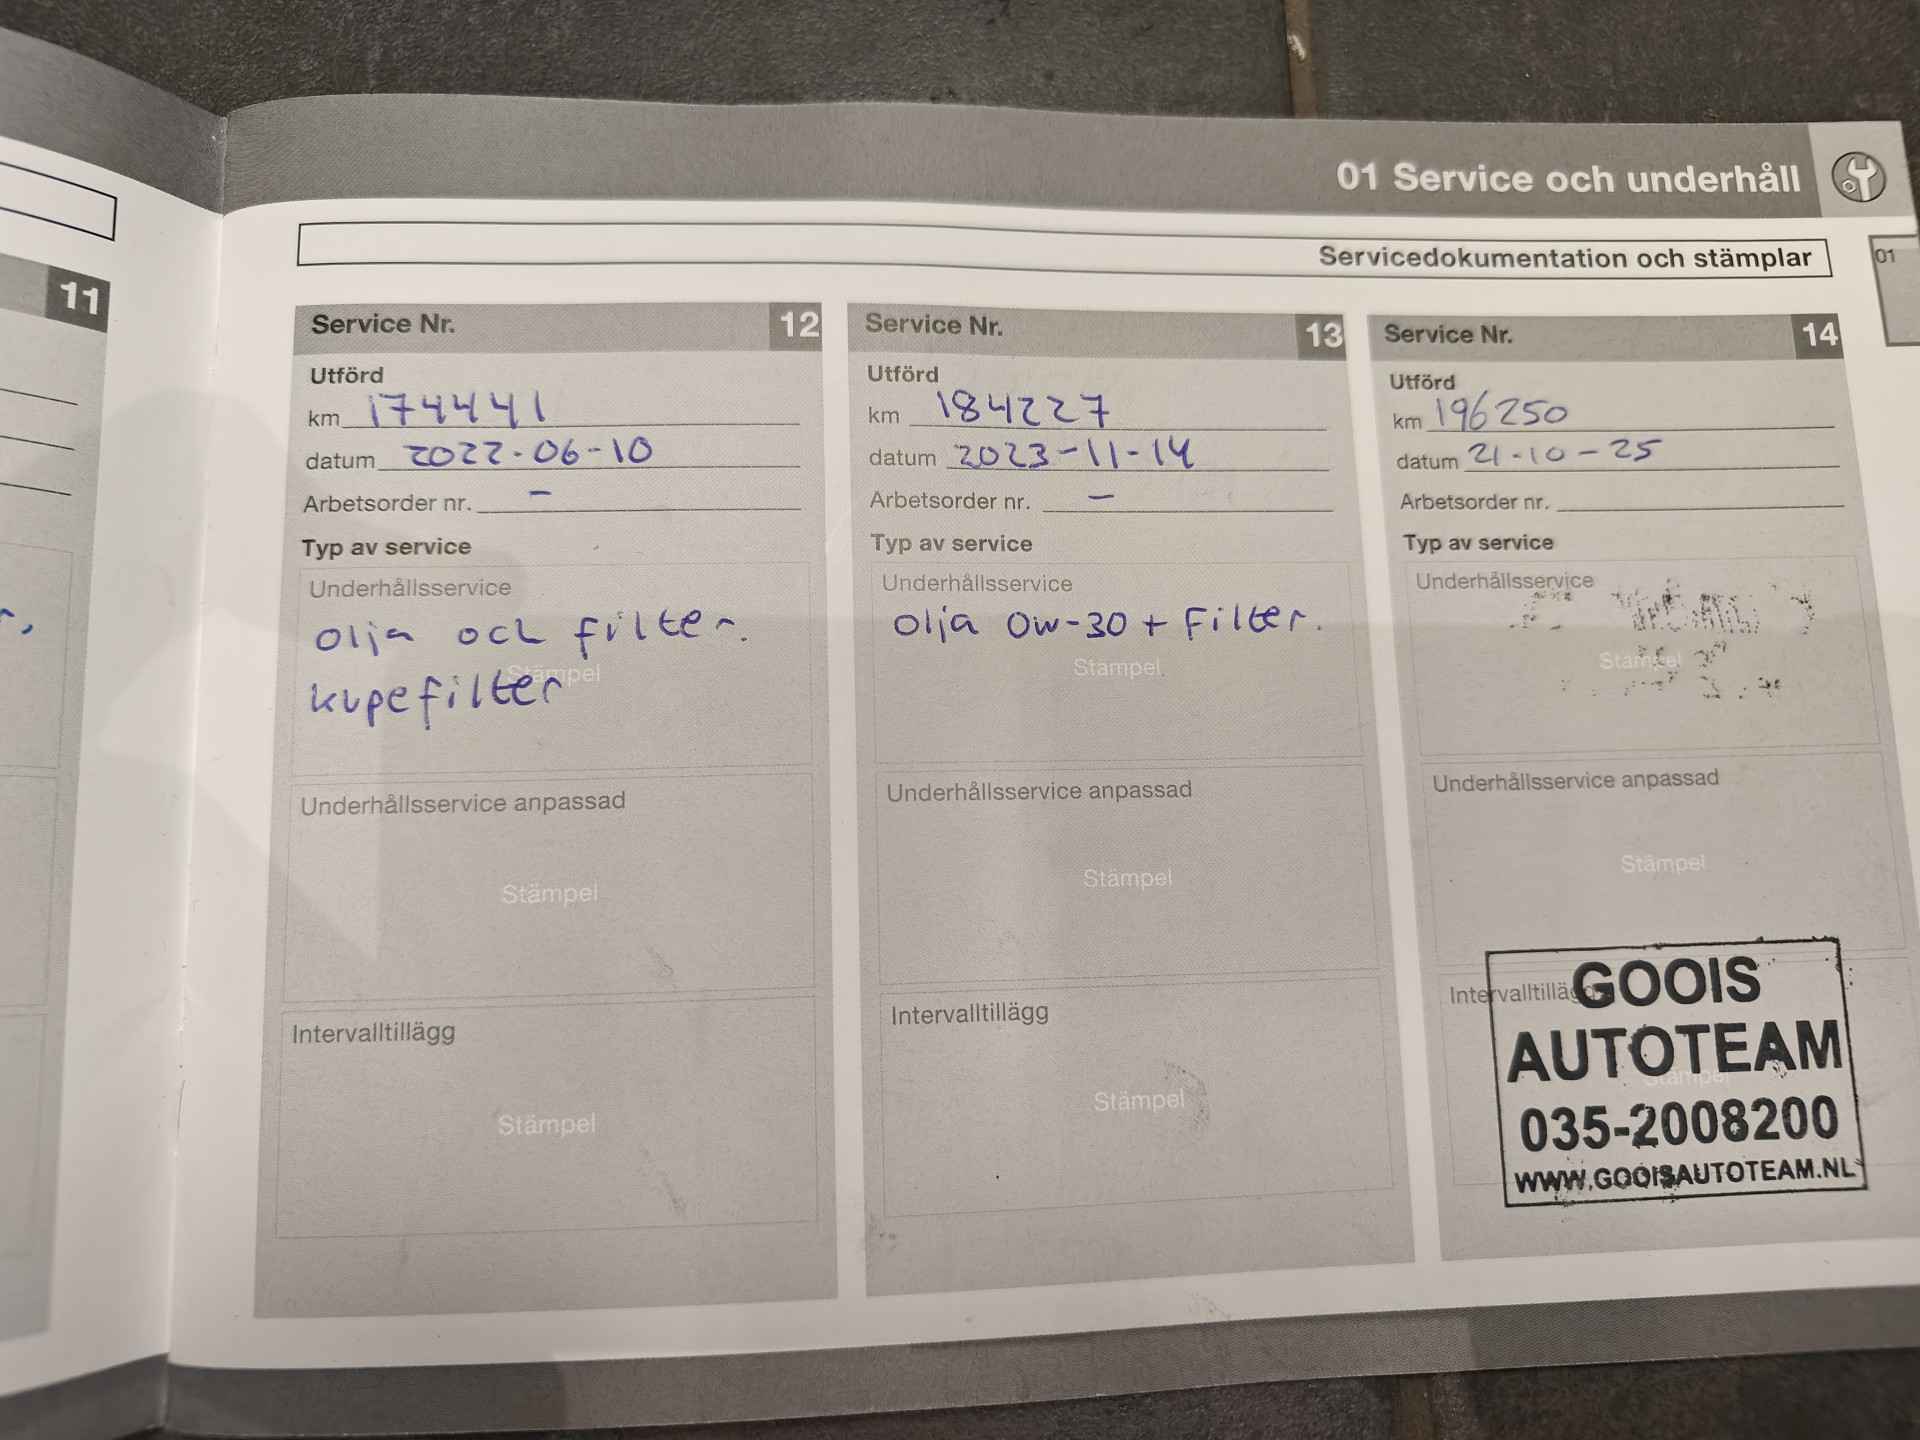 01 Service och underhåll
Servicedokumentation och stämplar
01
11
Service Nr. 12
Utförd
km 174441
datum 2022-06-10
Arbetsorder nr. -
Typ av service
Underhållsservice
olja och filter.
Stämpel
kupefilter
Underhållsservice anpassad
Stämpel
Intervalltillägg
Stämpel
Service Nr. 13
Utförd
km 184227
datum 2023-11-14
Arbetsorder nr. -
Typ av service
Underhållsservice
olja 0w-30 + Filter.
Stämpel
Underhållsservice anpassad
Stämpel
Intervalltillägg
Stämpel
Service Nr. 14
Utförd
km 196250
datum 21-10-25
Arbetsorder nr.
Typ av service
Underhållsservice
Stämpel
Underhållsservice anpassad
Stämpel
Intervalltillägg
Stämpel
GOOIS
AUTOTEAM
035-2008200
WWW.GOOISAUTOTEAM.NL